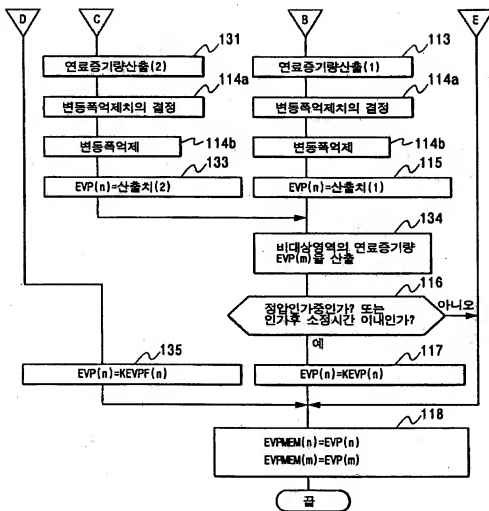 D
C
B
E
131
연료증기량산출(2)
113
연료증기량산출(1)
114a
변동폭억제치의 결정
114a
변동폭억제치의 결정
114b
변동폭억제
114b
변동폭억제
133
EVP(n)=산출치(2)
115
EVP(n)=산출치(1)
134
비대상영역의 연료증기량
EVP(m)을 산출
116
정압인가중인가? 또는
인가후 소정시간 이내인가?
아니오
예
135
EVP(n)=KEVPF(n)
117
EVP(n)=KEVP(n)
118
EVPMEM(n)=EVP(n)
EVPMEM(m)=EVP(m)
끝